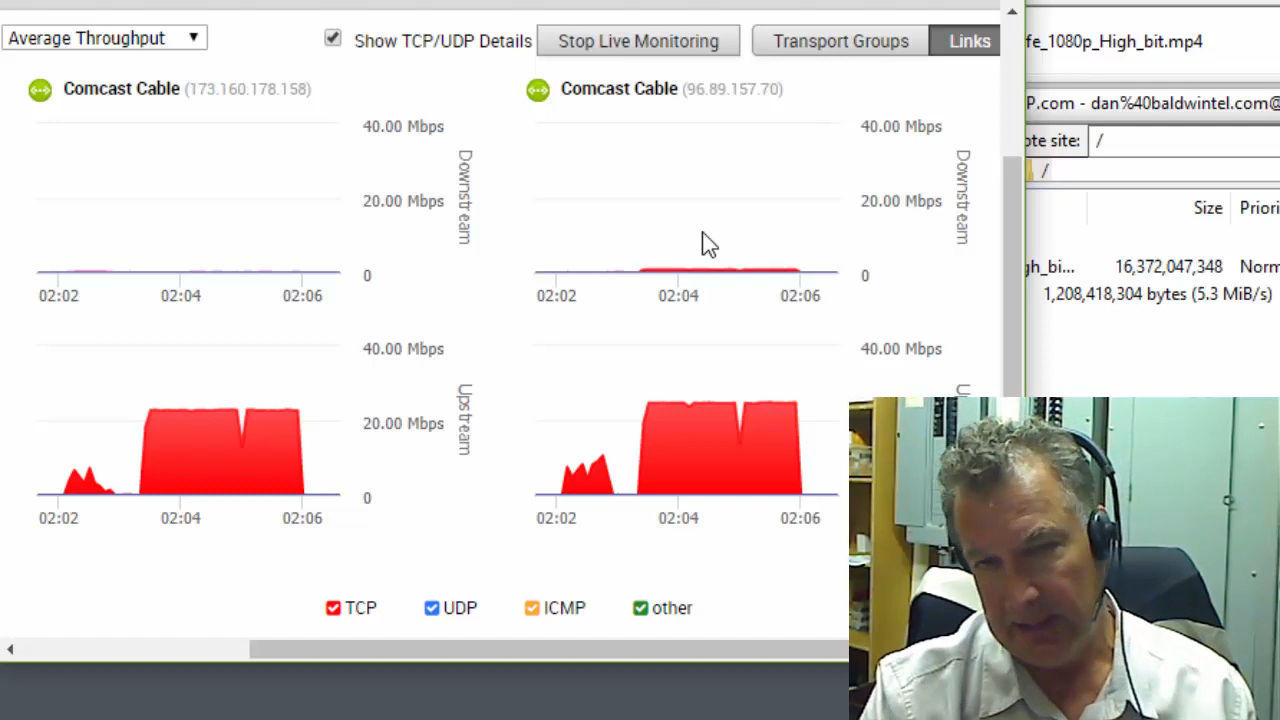 Average Throughput
Show TCP/UDP Details
Stop Live Monitoring
Transport Groups
Links
Comcast Cable (173.160.178.158)
Comcast Cable (96.89.157.70)
40.00 Mbps
20.00 Mbps
0
Downstream
02:02 02:04 02:06
40.00 Mbps
20.00 Mbps
0
Downstream
02:02 02:04 02:06
40.00 Mbps
20.00 Mbps
0
Upstream
02:02 02:04 02:06
40.00 Mbps
02:02 02:04 02:06
TCP UDP ICMP other
fe_1080p_High_bit.mp4
P.com - dan%40baldwintel.com@
ote site: /
/
Size Priori
gh_bi... 16,372,047,348 Norm
1,208,418,304 bytes (5.3 MiB/s)